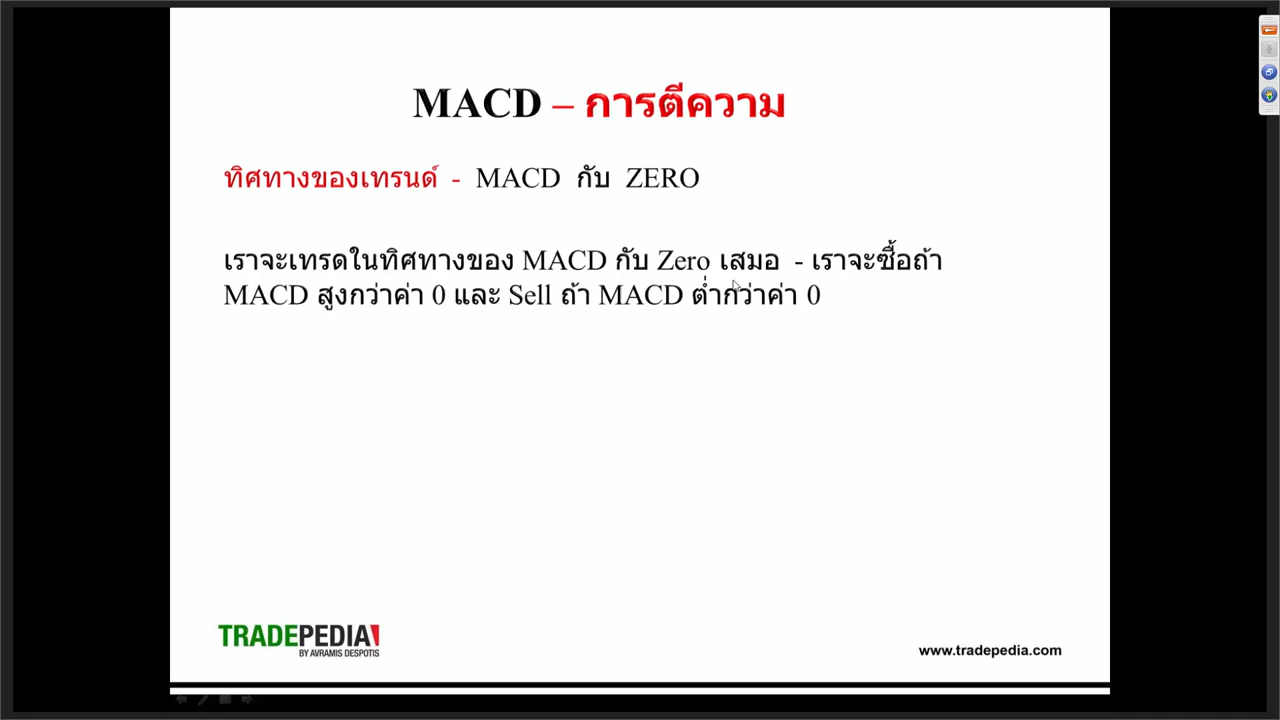 MACD – การตีความ
ทิศทางของเทรนด์ - MACD กับ ZERO
เราจะเทรดในทิศทางของ MACD กับ Zero เสมอ - เราจะซื้อถ้า
MACD สูงกว่าค่า 0 และ Sell ถ้า MACD ต่ำกว่าค่า 0
TRADEPEDIA
BY AVRAMIS DESPOTIS
www.tradepedia.com